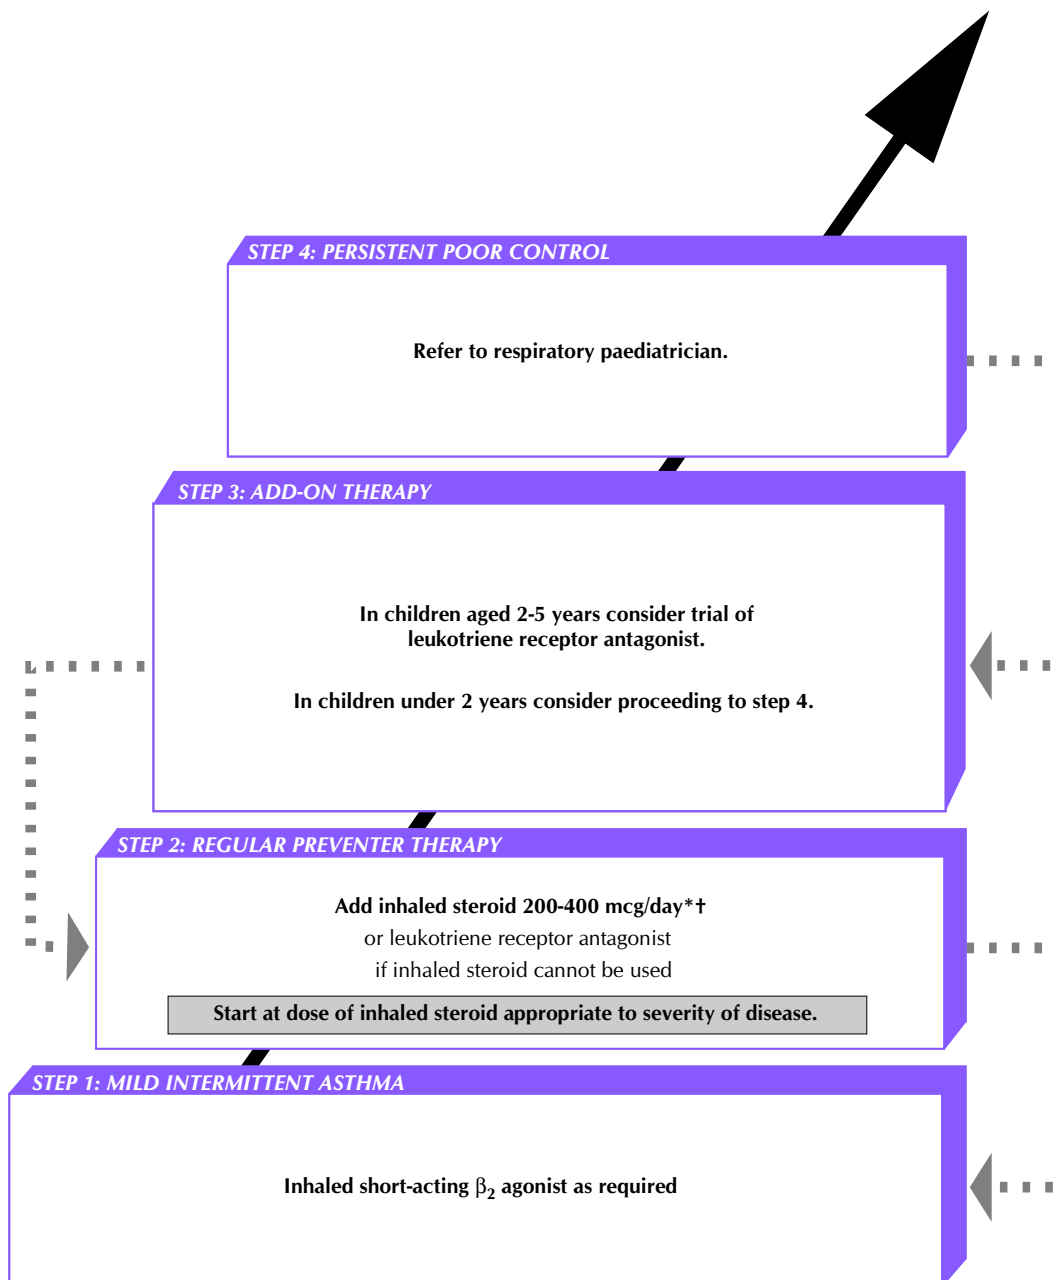 STEP 4: PERSISTENT POOR CONTROL
Refer to respiratory paediatrician.
STEP 3: ADD-ON THERAPY
In children aged 2-5 years consider trial of
leukotriene receptor antagonist.
In children under 2 years consider proceeding to step 4.
STEP 2: REGULAR PREVENTER THERAPY
Add inhaled steroid 200-400 mcg/day*†
or leukotriene receptor antagonist
if inhaled steroid cannot be used
Start at dose of inhaled steroid appropriate to severity of disease.
STEP 1: MILD INTERMITTENT ASTHMA
Inhaled short-acting β₂ agonist as required